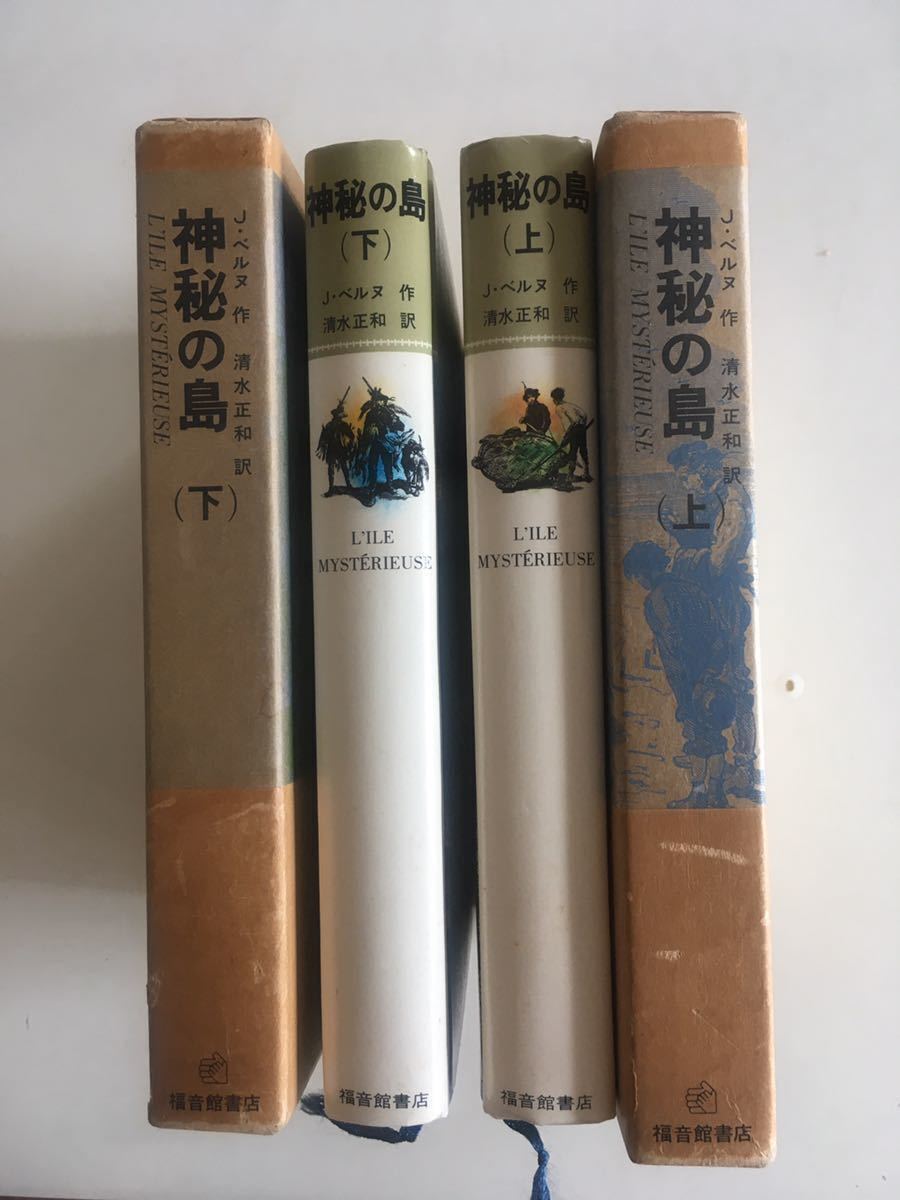 J・ベルヌ 作 清水正和 訳
神秘の島（下）
L'ILE MYSTÉRIEUSE
福音館書店
神秘の島
（下）
J・ベルヌ 作
清水正和 訳
L'ILE
MYSTÉRIEUSE
福音館書店
神秘の島
（上）
J・ベルヌ 作
清水正和 訳
L'ILE
MYSTÉRIEUSE
福音館書店
J・ベルヌ 作 清水正和 訳
神秘の島（上）
L'ILE MYSTÉRIEUSE
福音館書店